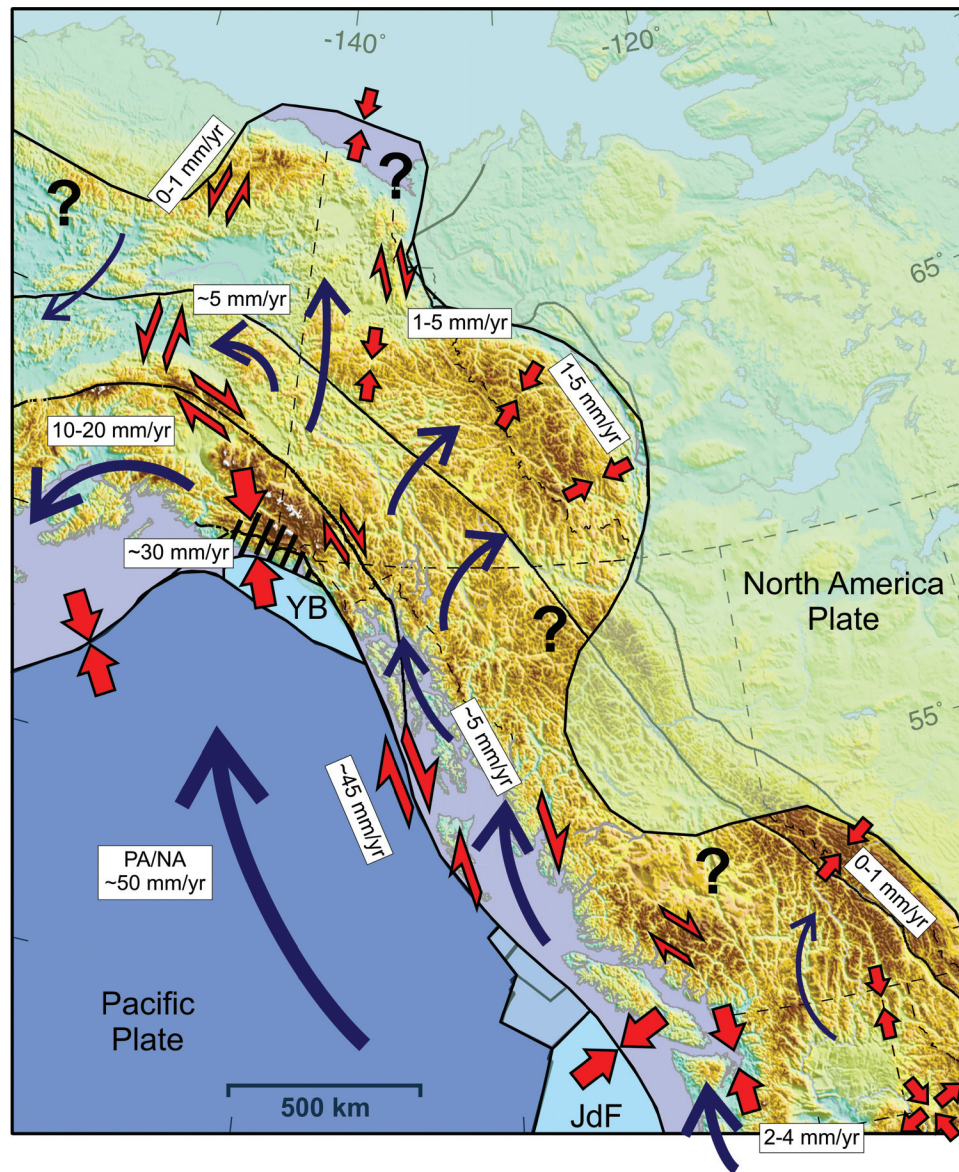 -140°
-120°
0-1 mm/yr
?
?
65°
~5 mm/yr
1-5 mm/yr
1-5 mm/yr
10-20 mm/yr
~30 mm/yr
YB
North America
Plate
?
55°
~5 mm/yr
~45 mm/yr
PA/NA
~50 mm/yr
?
0-1 mm/yr
Pacific
Plate
500 km
JdF
2-4 mm/yr